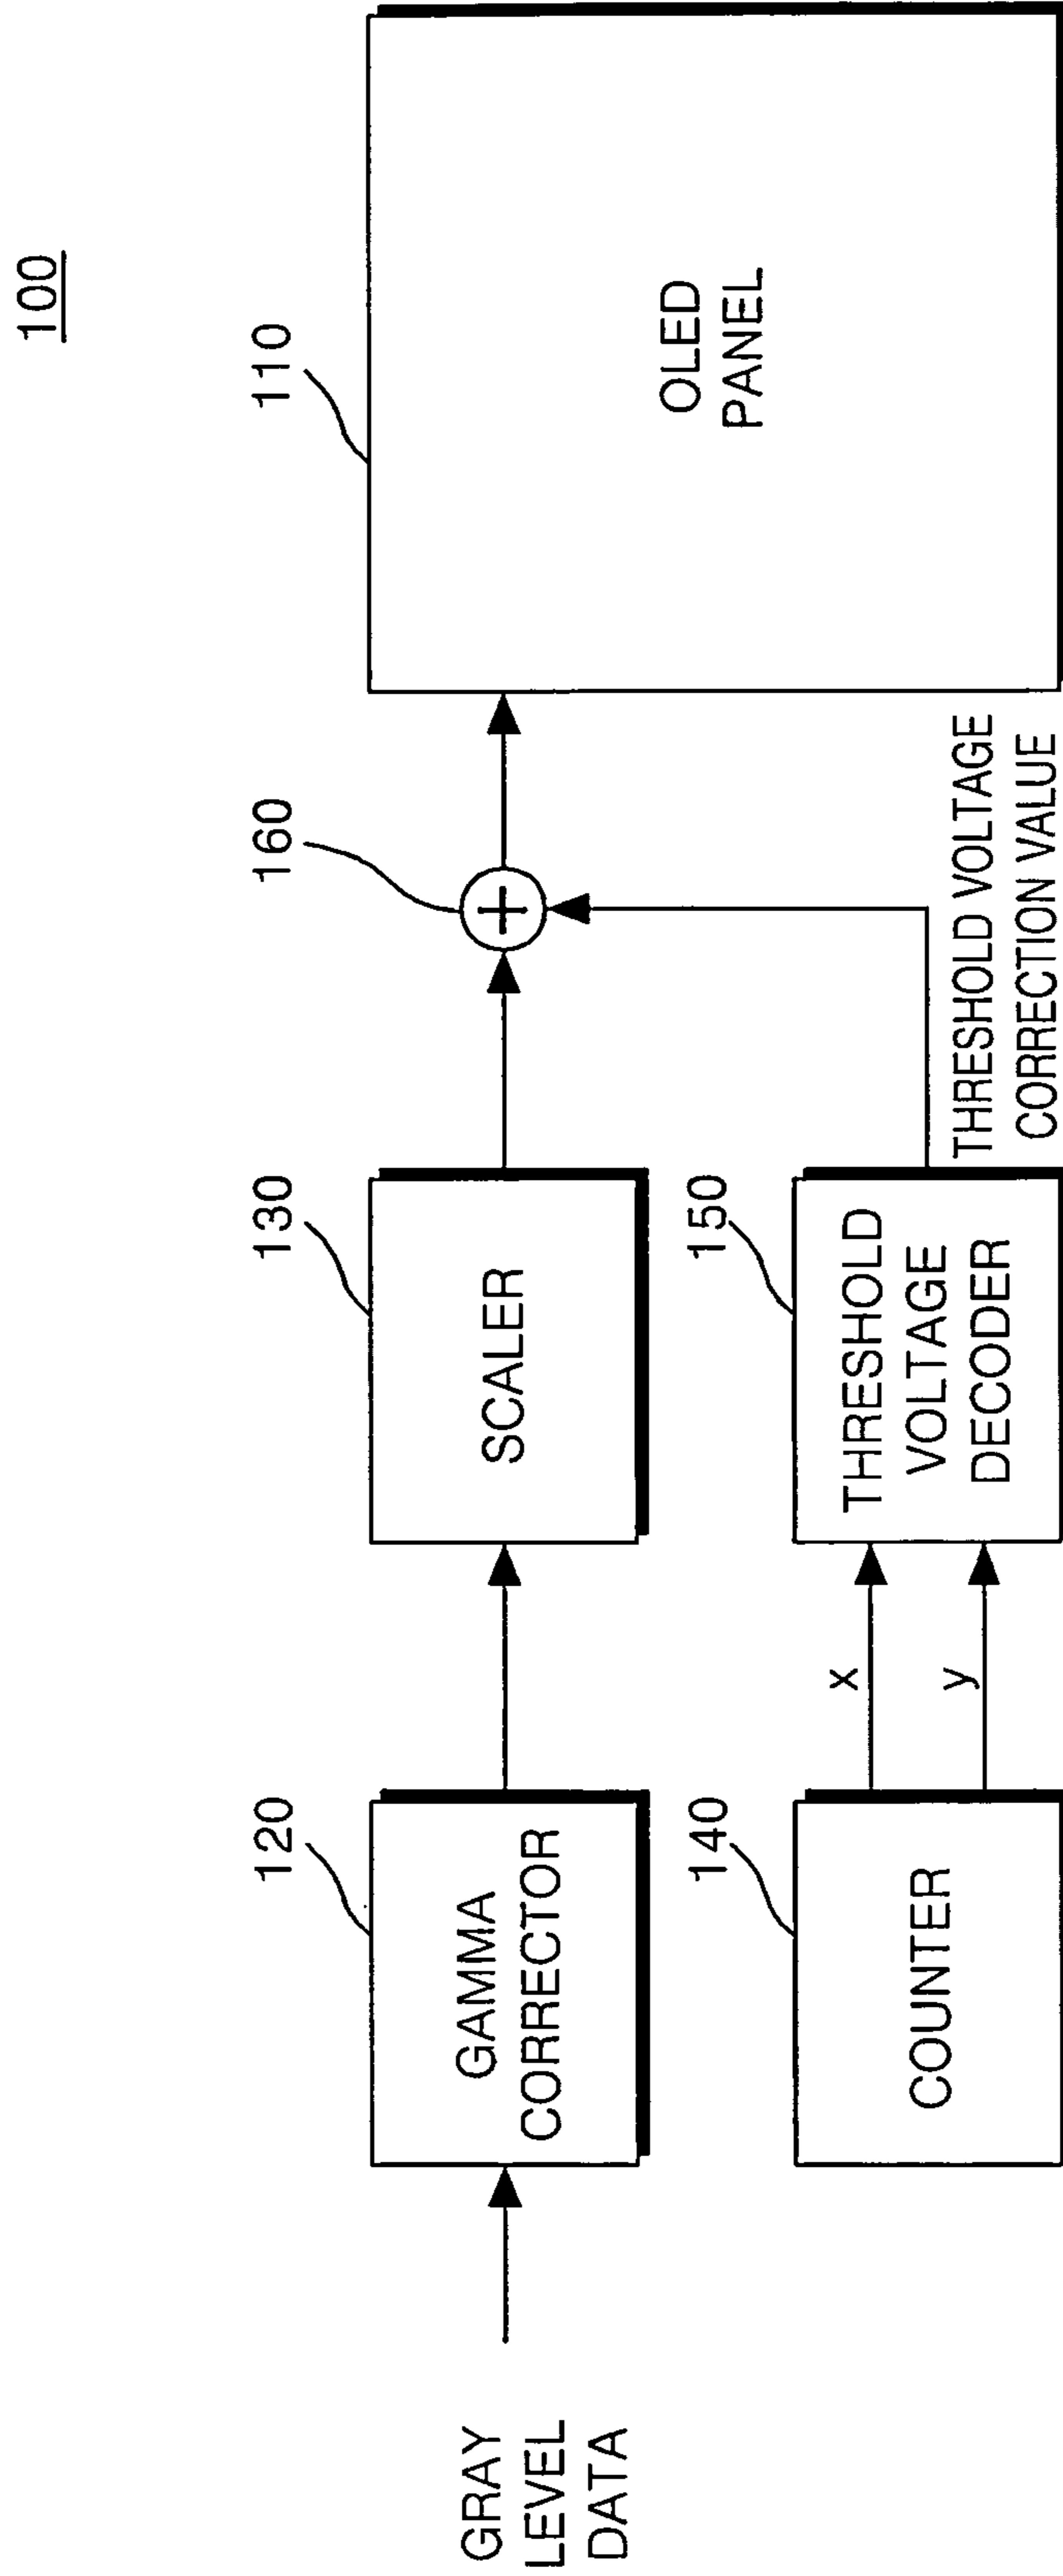 100
GRAY
LEVEL
DATA
120
GAMMA
CORRECTOR
130
SCALER
160
+
110
OLED
PANEL
140
COUNTER
x
y
150
THRESHOLD
VOLTAGE
DECODER
THRESHOLD VOLTAGE
CORRECTION VALUE